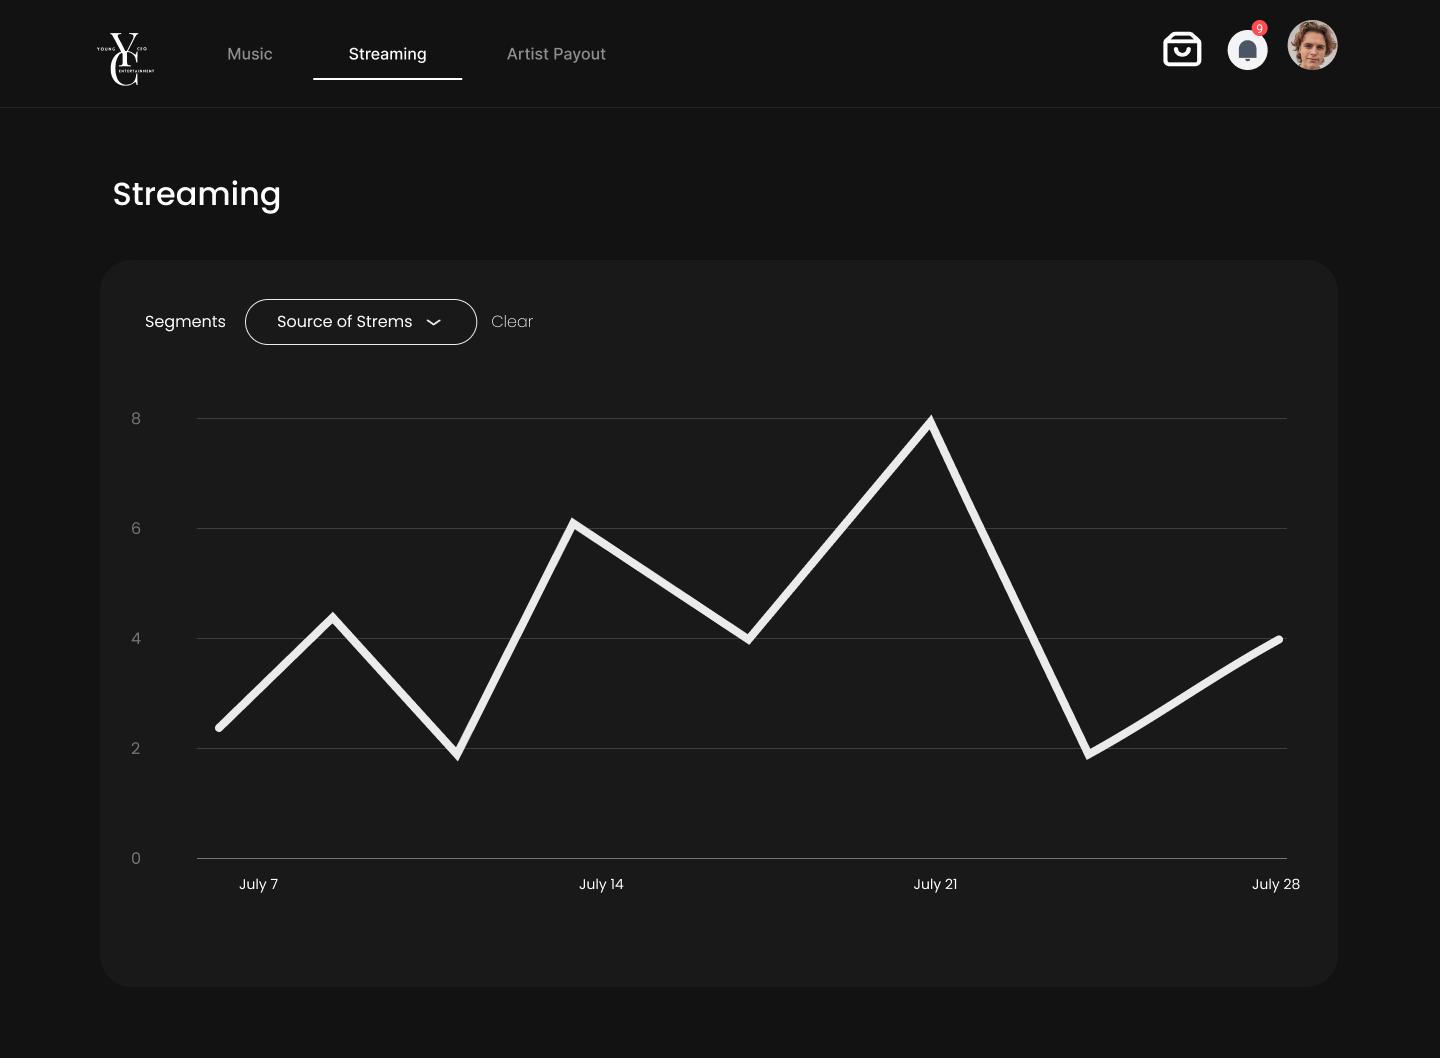 YOUNG CEO
YC
ENTERTAINMENT
Music
Streaming
Artist Payout
9
Streaming
Segments
Source of Strems
Clear
8
6
4
2
0
July 7
July 14
July 21
July 28